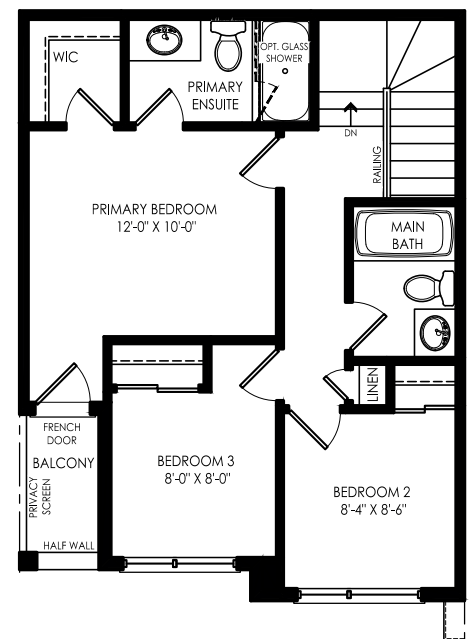 WIC
PRIMARY
ENSUITE
OPT. GLASS
SHOWER
DN
RAILING
PRIMARY BEDROOM
12'-0" X 10'-0"
MAIN
BATH
LINEN
FRENCH
DOOR
BALCONY
PRIVACY
SCREEN
HALF WALL
BEDROOM 3
8'-0" X 8'-0"
BEDROOM 2
8'-4" X 8'-6"